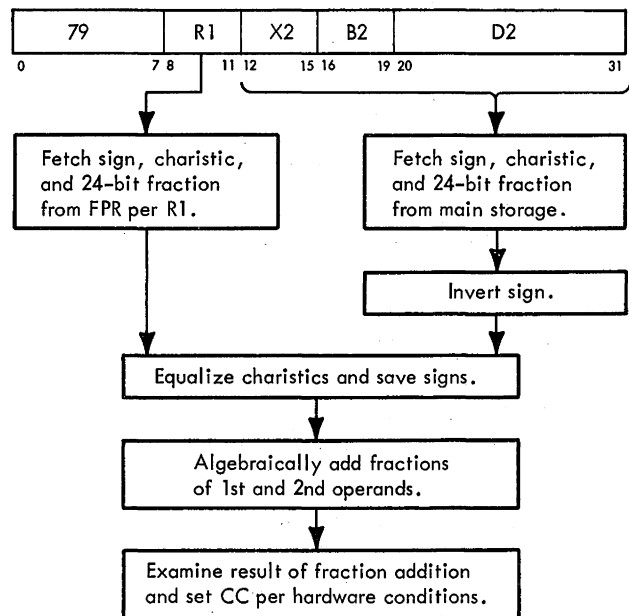 79 R1 X2 B2 D2
0 7 8 11 12 15 16 19 20 31
Fetch sign, charistic,
and 24-bit fraction
from FPR per R1.
Fetch sign, charistic,
and 24-bit fraction
from main storage.
Invert sign.
Equalize charistics and save signs.
Algebraically add fractions
of 1st and 2nd operands.
Examine result of fraction addition
and set CC per hardware conditions.